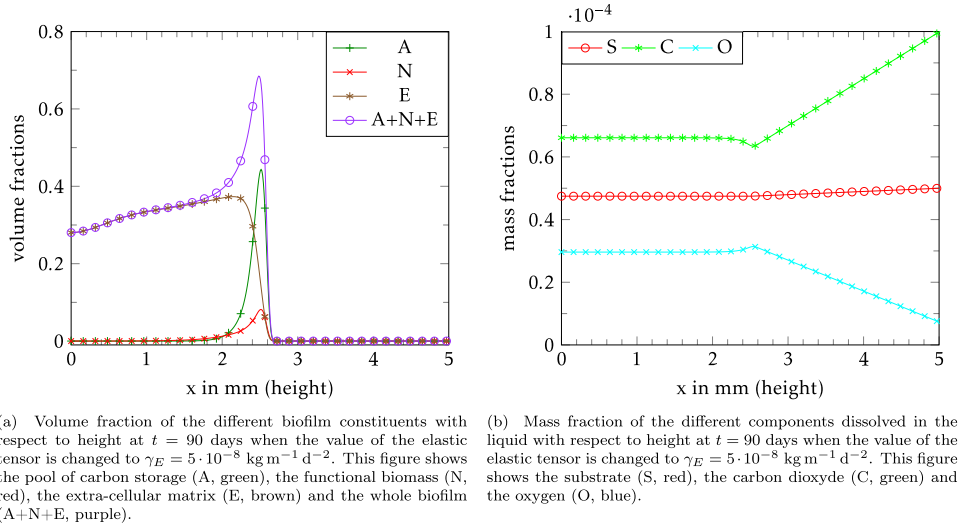 0.8
0.6
0.4
0.2
0
0 1 2 3 4 5
volume fractions
x in mm (height)
A
N
E
A+N+E
·10⁻⁴
1
0.8
0.6
0.4
0.2
0
0 1 2 3 4 5
mass fractions
x in mm (height)
S C O
(a) Volume fraction of the different biofilm constituents with
respect to height at t = 90 days when the value of the elastic
tensor is changed to γ_E = 5·10⁻⁸ kg m⁻¹ d⁻². This figure shows
the pool of carbon storage (A, green), the functional biomass (N,
red), the extra-cellular matrix (E, brown) and the whole biofilm
(A+N+E, purple).
(b) Mass fraction of the different components dissolved in the
liquid with respect to height at t = 90 days when the value of the
elastic tensor is changed to γ_E = 5·10⁻⁸ kg m⁻¹ d⁻². This figure
shows the substrate (S, red), the carbon dioxyde (C, green) and
the oxygen (O, blue).